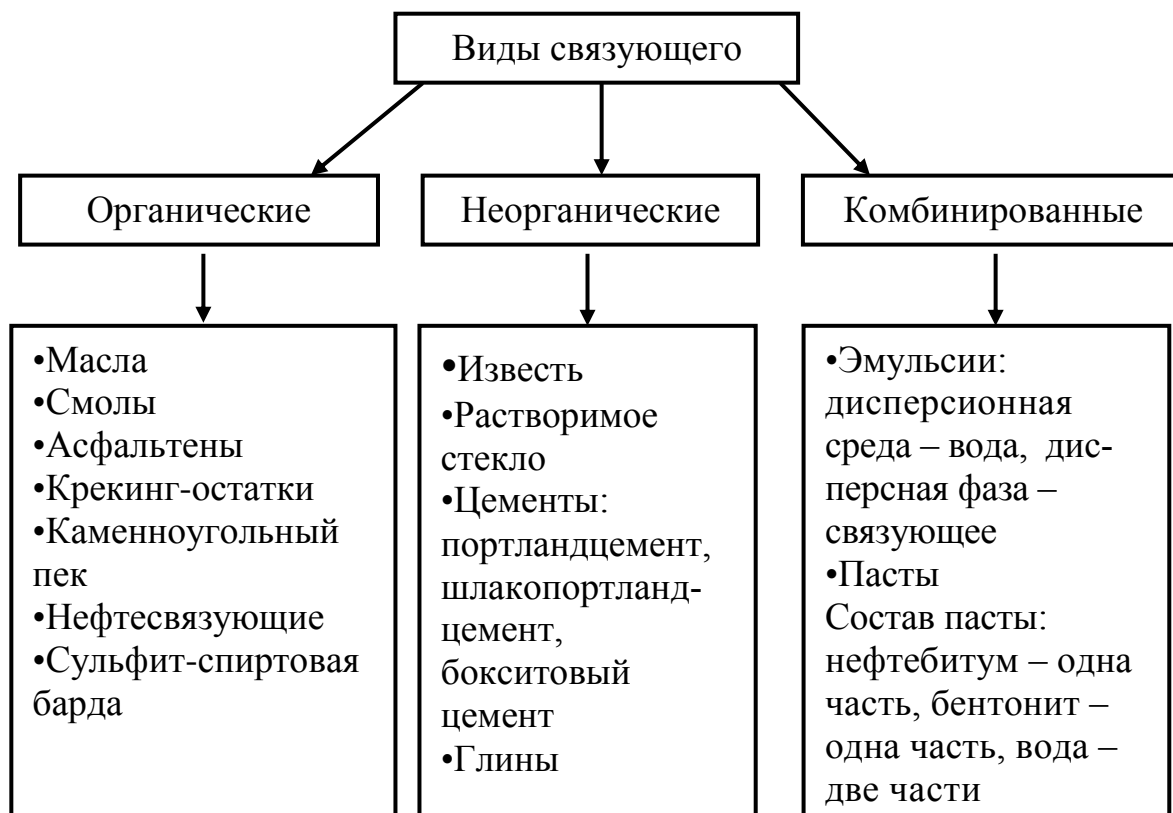 Виды связующего
Органические
Неорганические
Комбинированные
•Масла
•Смолы
•Асфальтены
•Крекинг-остатки
•Каменноугольный
пек
•Нефтесвязующие
•Сульфит-спиртовая
барда
•Известь
•Растворимое
стекло
•Цементы:
портландцемент,
шлакопортланд-
цемент,
бокситовый
цемент
•Глины
•Эмульсии:
дисперсионная
среда – вода, дис-
персная фаза –
связующее
•Пасты
Состав пасты:
нефтебитум – одна
часть, бентонит –
одна часть, вода –
две части